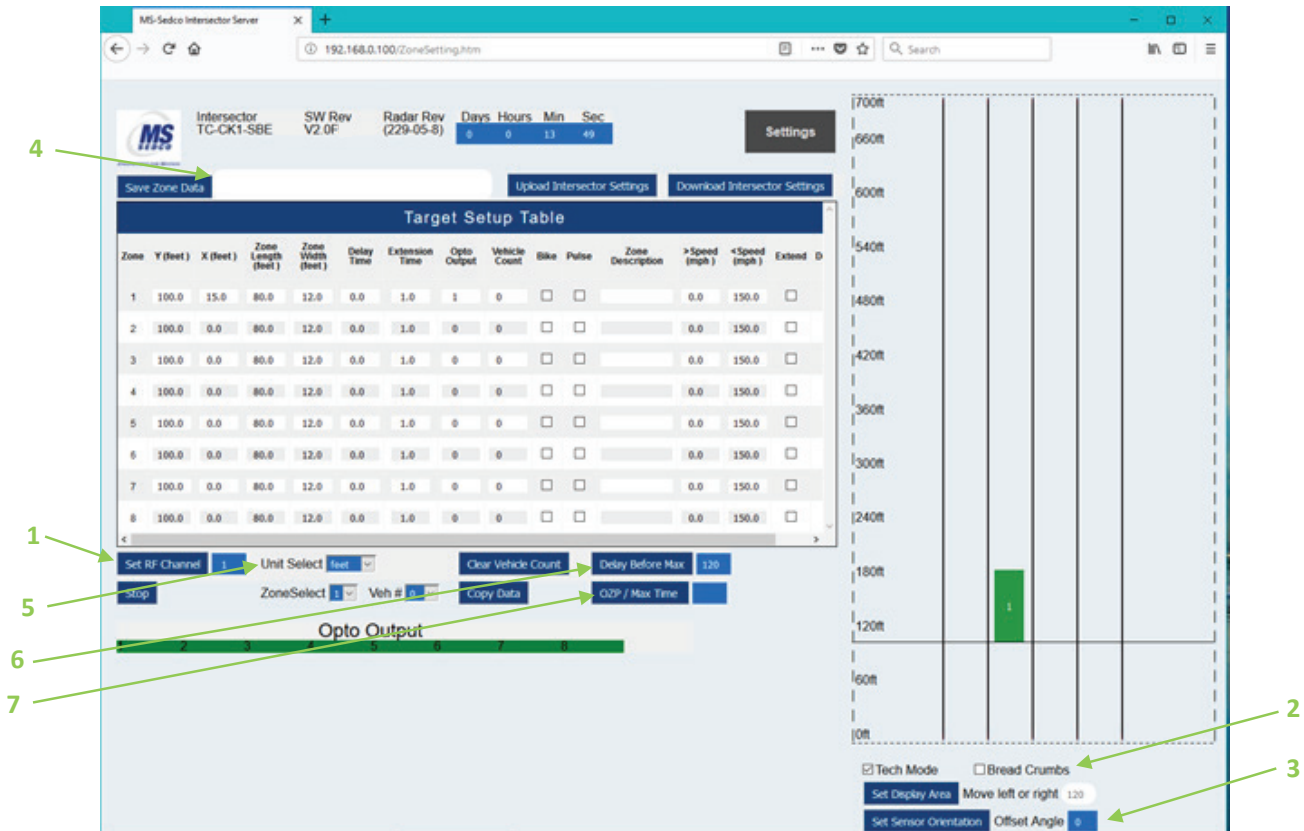 MS-Sedco Intersector Server
192.168.0.100/ZoneSetting.htm
Search
MS
SEDCO
Intersector
TC-CK1-SBE
SW Rev
V2.0F
Radar Rev
(229-05-8)
Days Hours Min Sec
0 0 13 49
Settings
4
Save Zone Data
Upload Intersector Settings
Download Intersector Settings
Target Setup Table
Zone Y (feet) X (feet) Zone Length (feet) Zone Width (feet) Delay Time Extension Time Opto Output Vehicle Count Bike Pulse Zone Description >Speed (mph) <Speed (mph) Extend D
1 100.0 15.0 80.0 12.0 0.0 1.0 1 0 0.0 150.0
2 100.0 0.0 80.0 12.0 0.0 1.0 0 0 0.0 150.0
3 100.0 0.0 80.0 12.0 0.0 1.0 0 0 0.0 150.0
4 100.0 0.0 80.0 12.0 0.0 1.0 0 0 0.0 150.0
5 100.0 0.0 80.0 12.0 0.0 1.0 0 0 0.0 150.0
6 100.0 0.0 80.0 12.0 0.0 1.0 0 0 0.0 150.0
7 100.0 0.0 80.0 12.0 0.0 1.0 0 0 0.0 150.0
8 100.0 0.0 80.0 12.0 0.0 1.0 0 0 0.0 150.0
1
Set RF Channel 1 Unit Select feet Clear Vehicle Count Delay Before Max 120
5
Stop ZoneSelect 1 Veh # 0 Copy Data OZP / Max Time
Opto Output
1 2 3 4 5 6 7 8
6
7
700ft
660ft
600ft
540ft
480ft
420ft
360ft
300ft
240ft
180ft
1
120ft
60ft
0ft
2
Tech Mode Bread Crumbs
3
Set Display Area Move left or right 120
Set Sensor Orientation Offset Angle 0